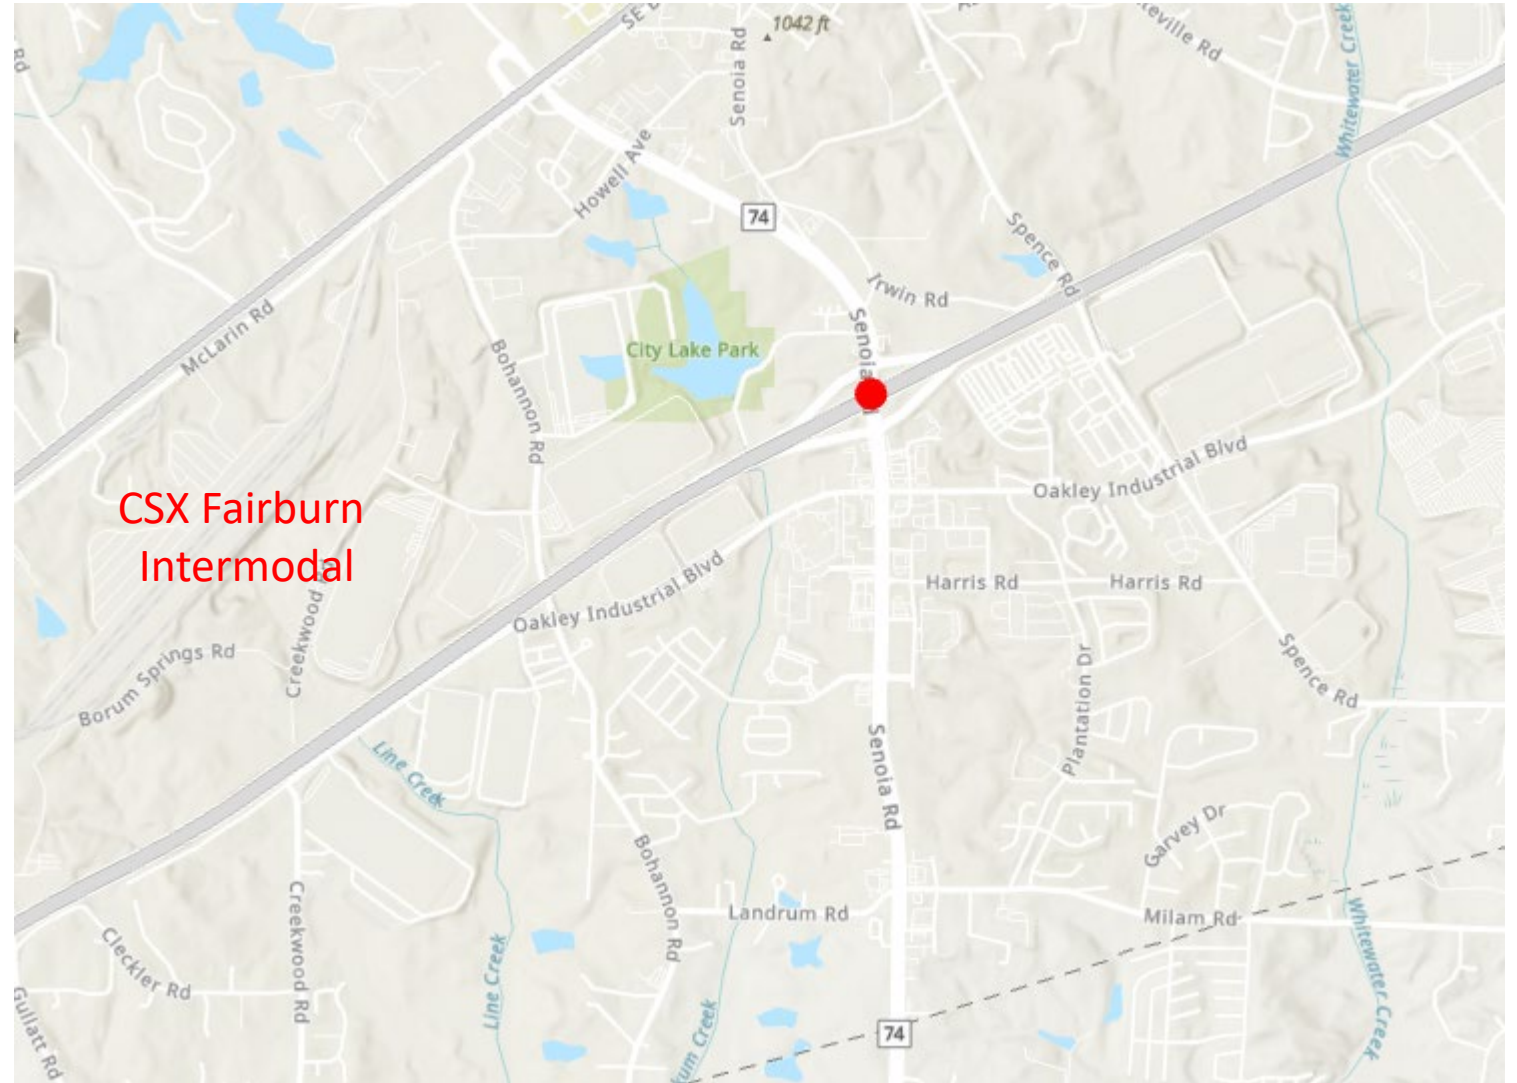 1042 ft
Senoia Rd
Whitewater Creek
Rd
Howell Ave
74
Spence Rd
Irwin Rd
McLarin Rd
Senoia
City Lake Park
Bohannon Rd
Oakley Industrial Blvd
CSX Fairburn
Intermodal
Harris Rd
Harris Rd
Oakley Industrial Blvd
Creekwood Rd
Borum Springs Rd
Spence Rd
Plantation Dr
Senoia Rd
Line Creek
Garvey Dr
Bohannon Rd
Landrum Rd
Milam Rd
Creekwood Rd
Cleckler Rd
Line Creek
Whitewater Creek
Gullatt Rd
74
Creek